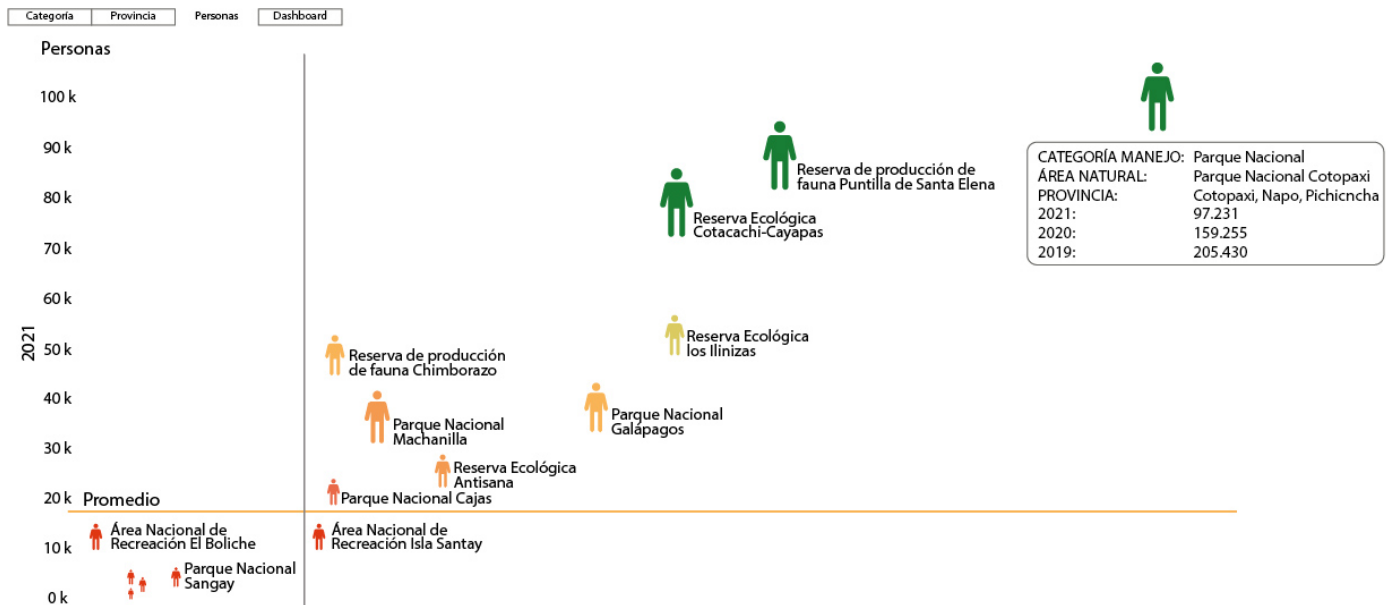 Categoría
Provincia
Personas
Dashboard
Personas
100 k
90 k
80 k
70 k
60 k
50 k
40 k
30 k
20 k
10 k
0 k
2021
Promedio
Reserva de producción de
fauna Puntilla de Santa Elena
Reserva Ecológica
Cotacachi-Cayapas
CATEGORÍA MANEJO: Parque Nacional
ÁREA NATURAL: Parque Nacional Cotopaxi
PROVINCIA: Cotopaxi, Napo, Pichicncha
2021: 97.231
2020: 159.255
2019: 205.430
Reserva Ecológica
los Ilinizas
Reserva de producción
de fauna Chimborazo
Parque Nacional
Machanilla
Parque Nacional
Galápagos
Reserva Ecológica
Antisana
Parque Nacional Cajas
Área Nacional de
Recreación El Boliche
Área Nacional de
Recreación Isla Santay
Parque Nacional
Sangay